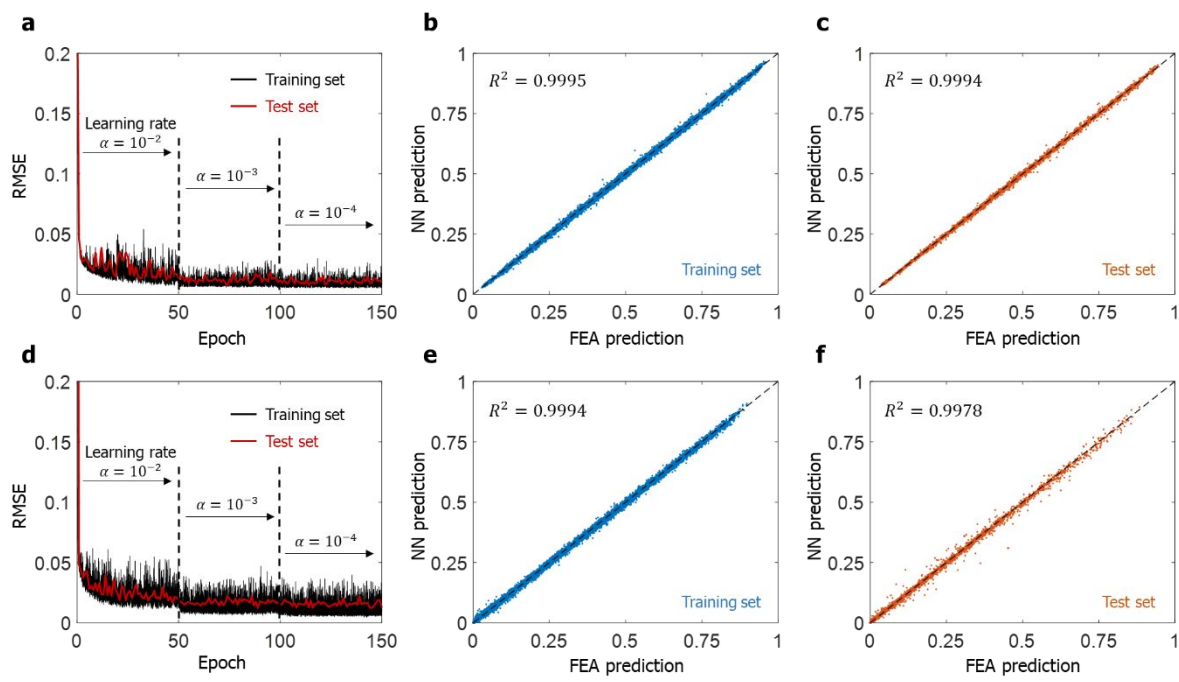 a
0.2
0.15
0.1
0.05
0
RMSE
Training set
Test set
Learning rate
α = 10⁻²
α = 10⁻³
α = 10⁻⁴
0 50 100 150
Epoch
b
1
0.75
0.5
0.25
0
NN prediction
R² = 0.9995
Training set
0 0.25 0.5 0.75 1
FEA prediction
c
1
0.75
0.5
0.25
0
NN prediction
R² = 0.9994
Test set
0 0.25 0.5 0.75 1
FEA prediction
d
0.2
0.15
0.1
0.05
0
RMSE
Training set
Test set
Learning rate
α = 10⁻²
α = 10⁻³
α = 10⁻⁴
0 50 100 150
Epoch
e
1
0.75
0.5
0.25
0
NN prediction
R² = 0.9994
Training set
0 0.25 0.5 0.75 1
FEA prediction
f
1
0.75
0.5
0.25
0
NN prediction
R² = 0.9978
Test set
0 0.25 0.5 0.75 1
FEA prediction